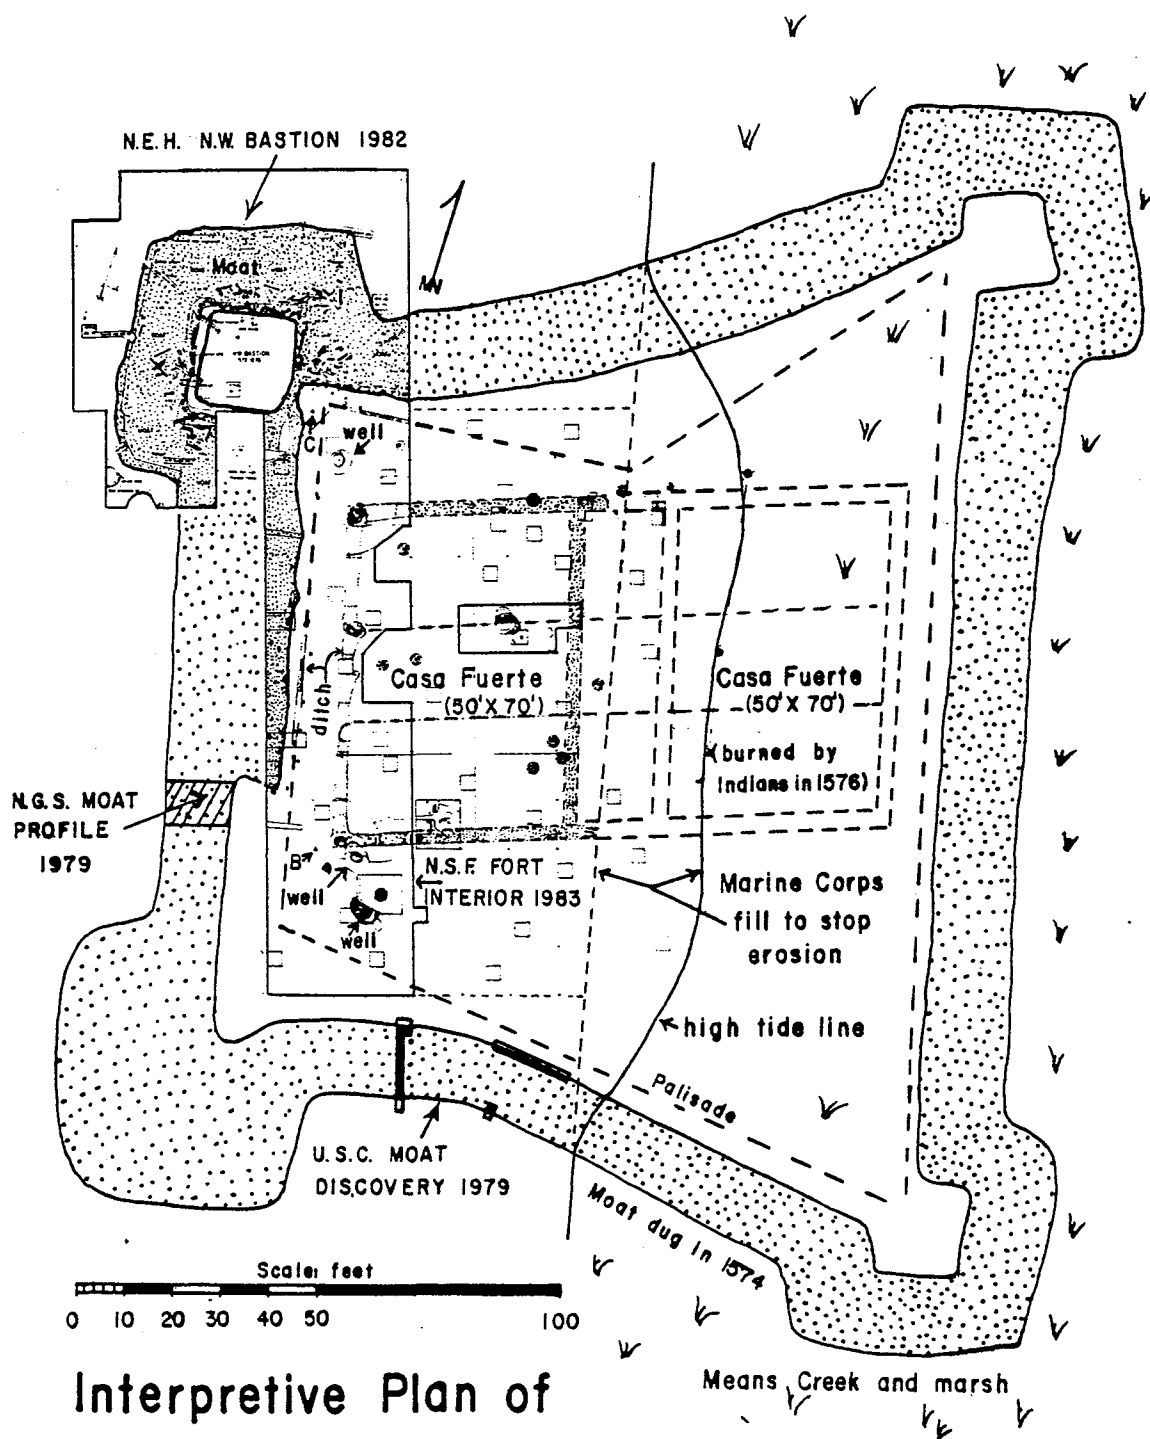 N.E.H. N.W. BASTION 1982
Moat
N
N.W. BASTION
C
well
ditch
Casa Fuerte
(50'X 70')
Casa Fuerte
(50'X 70')
(burned by
Indians in 1576)
N.G.S. MOAT
PROFILE
1979
B
well
well
N.S.F. FORT
INTERIOR 1983
Marine Corps
fill to stop
erosion
high tide line
Palisade
U.S.C. MOAT
DISCOVERY 1979
Moat dug in 1574
Scale: feet
0 10 20 30 40 50 100
Interpretive Plan of
Means Creek and marsh